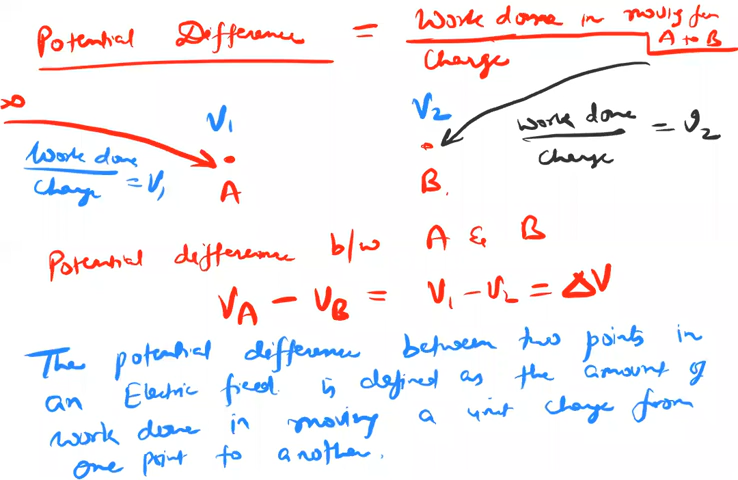 Potential Difference = Work done in moving from A to B
Charge
∞
V₁
V₂
Work done
Charge = V₁
A
B.
Work done
Charge = V₂
Potential difference b/w A & B
V_A − V_B = V₁ − V₂ = ΔV
The potential difference between two points in
an Electric field is defined as the amount of
work done in moving a unit charge from
one point to another.